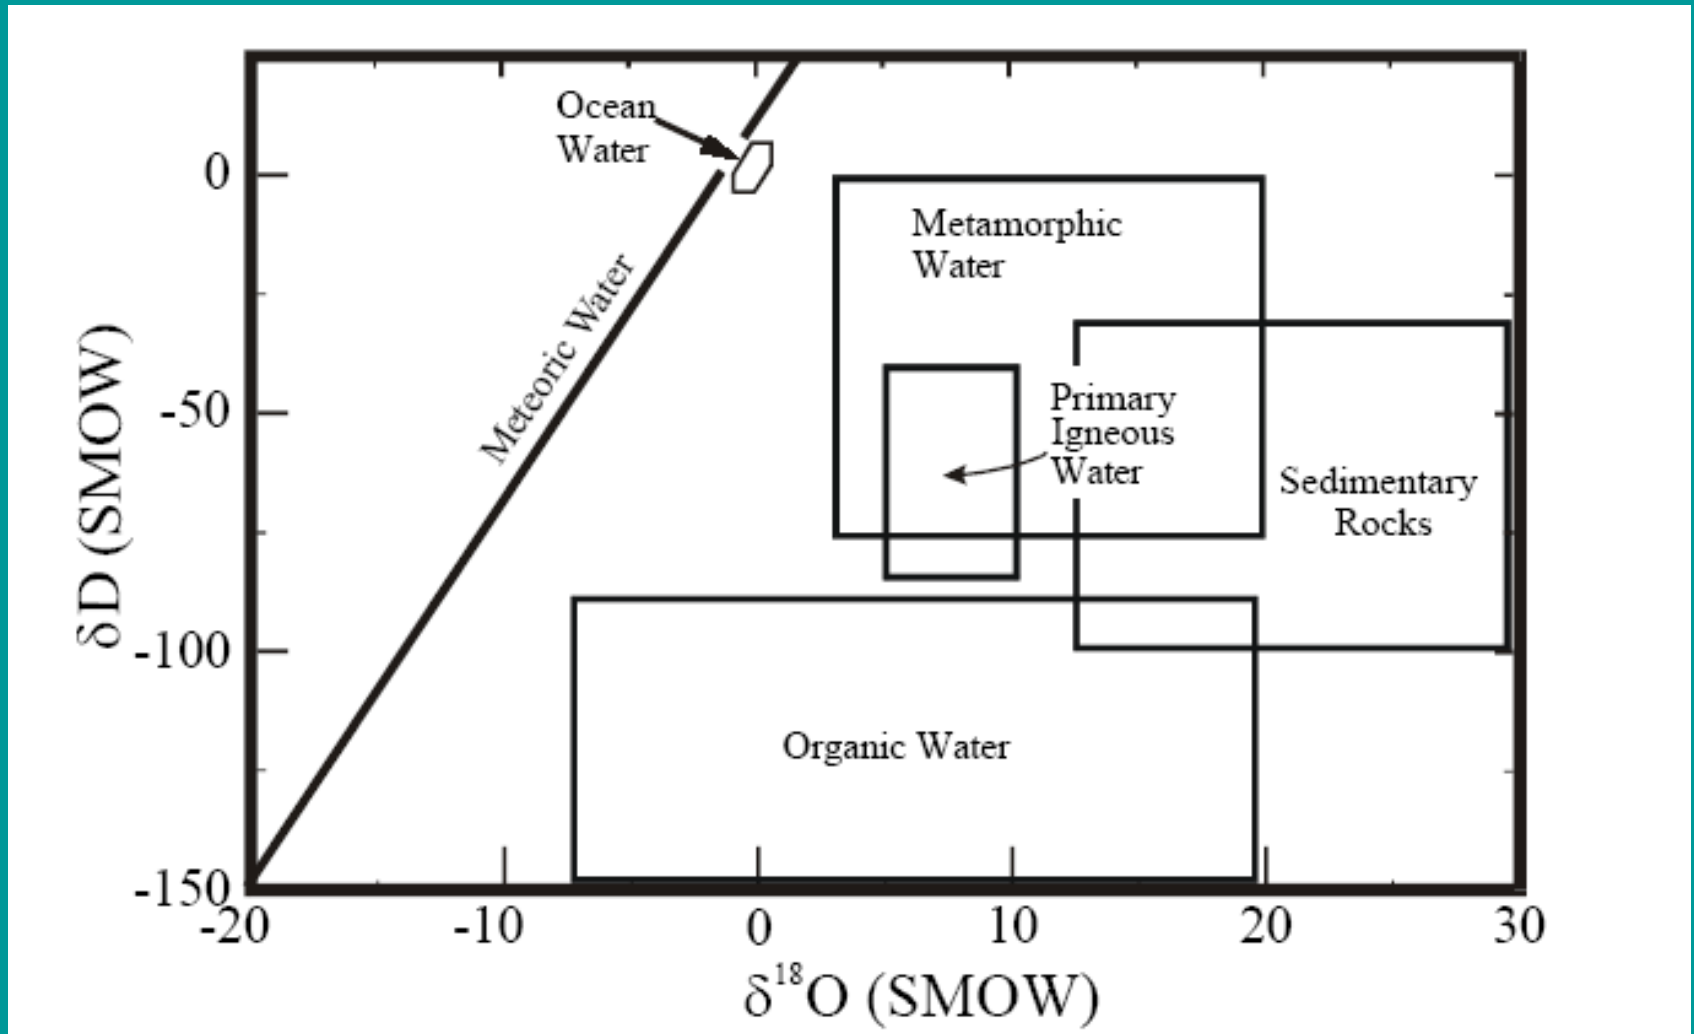 Ocean
Water
0
Metamorphic
Water
Meteoric Water
δD (SMOW)
-50
Primary
Igneous
Water
Sedimentary
Rocks
-100
Organic Water
-150
-20 -10 0 10 20 30
δ¹⁸O (SMOW)